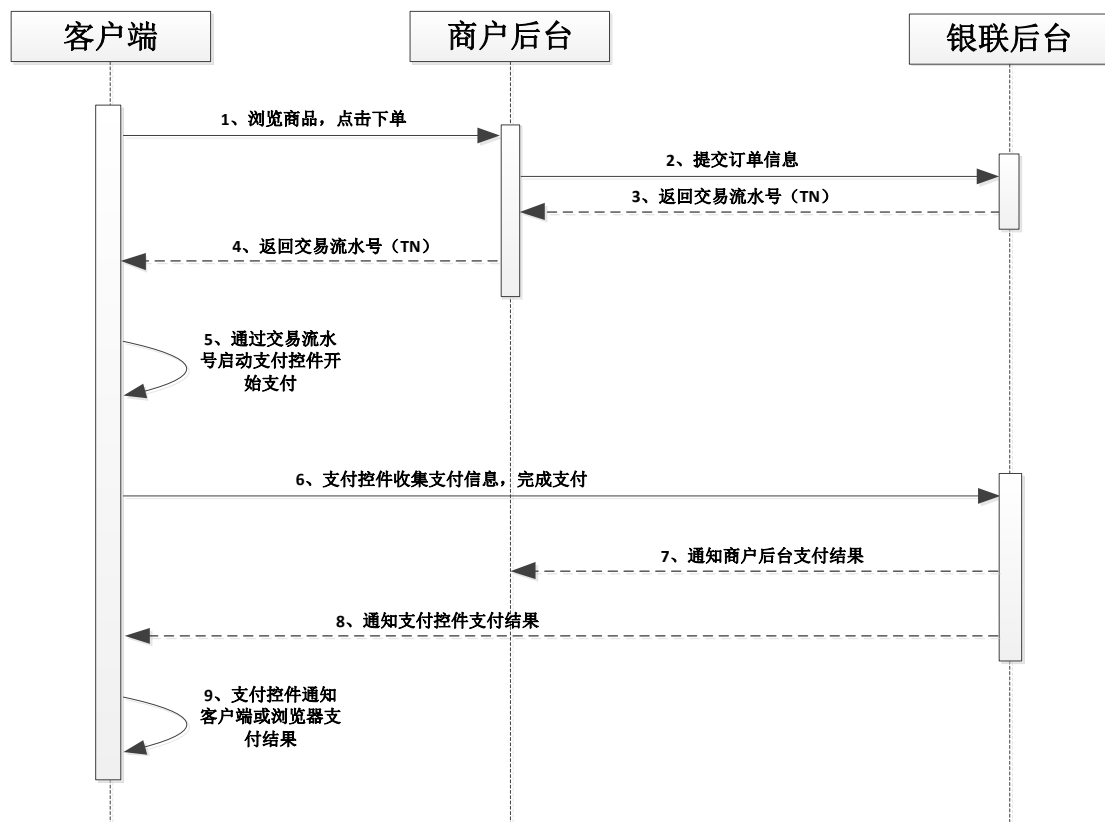 客户端
商户后台
银联后台
1、浏览商品，点击下单
2、提交订单信息
3、返回交易流水号（TN）
4、返回交易流水号（TN）
5、通过交易流水
号启动支付控件开
始支付
6、支付控件收集支付信息，完成支付
7、通知商户后台支付结果
8、通知支付控件支付结果
9、支付控件通知
客户端或浏览器支
付结果